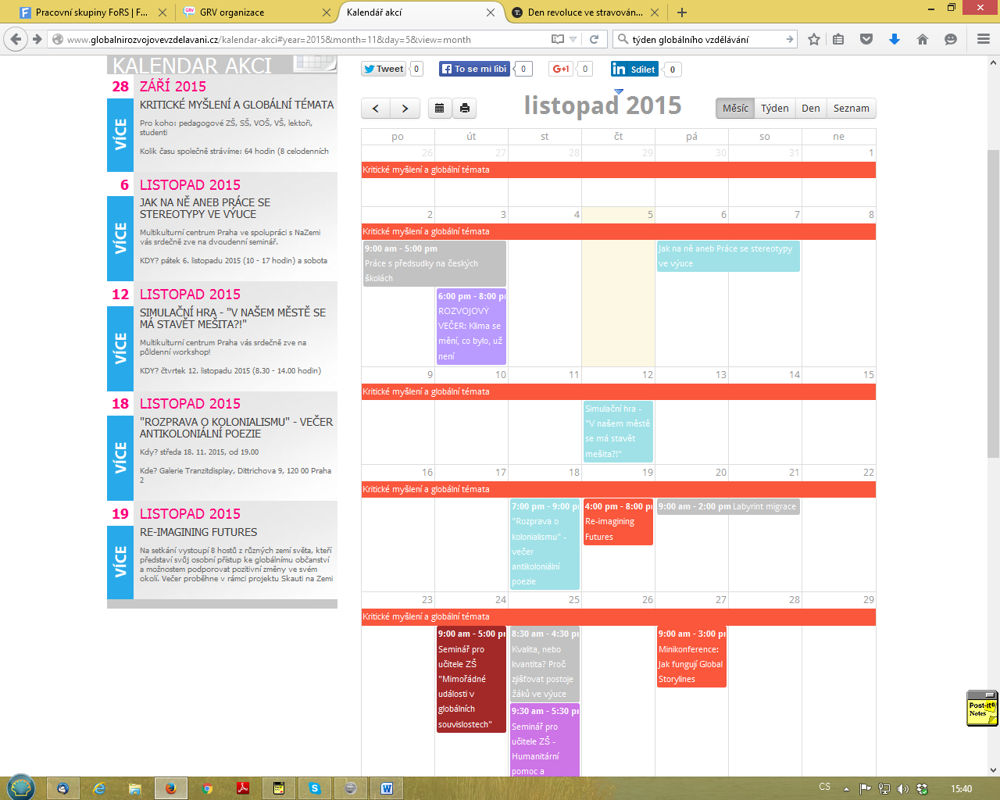 Pracovní skupiny FoRS | F...
GRV organizace
Kalendář akcí
Den revoluce ve stravován...
www.globalnirozvojovevzdelavani.cz/kalendar-akci#year=2015&month=11&day=5&view=month
týden globálního vzdělávání
KALENDÁŘ AKCÍ
28 ZÁŘÍ 2015
KRITICKÉ MYŠLENÍ A GLOBÁLNÍ TÉMATA
Pro koho: pedagogové ZŠ, SŠ, VOŠ, VŠ, lektoři,
studenti
Kolik času společně strávíme: 64 hodin (8 celodenních
VÍCE
6 LISTOPAD 2015
JAK NA NĚ ANEB PRÁCE SE
STEREOTYPY VE VÝUCE
Multikulturní centrum Praha ve spolupráci s NaZemi
vás srdečně zve na dvoudenní seminář.
KDY? pátek 6. listopadu 2015 (10 - 17 hodin) a sobota
VÍCE
12 LISTOPAD 2015
SIMULAČNÍ HRA - "V NAŠEM MĚSTĚ SE
MÁ STAVĚT MEŠITA?!"
Multikulturní centrum Praha vás srdečně zve na
půldenní workshop!
KDY? čtvrtek 12. listopadu 2015 (8.30 - 14.00 hodin)
VÍCE
18 LISTOPAD 2015
"ROZPRAVA O KOLONIALISMU" - VEČER
ANTIKOLONIÁLNÍ POEZIE
Kdy? středa 18. 11. 2015, od 19.00
Kde? Galerie Tranzitdisplay, Dittrichova 9, 120 00 Praha
2
VÍCE
19 LISTOPAD 2015
RE-IMAGINING FUTURES
Na setkání vystoupí 8 hostů z různých zemí světa, kteří
představí svůj osobní přístup ke globálnímu občanství
a možnostem podporovat pozitivní změny ve svém
okolí. Večer proběhne v rámci projektu Skauti na Zemi
VÍCE
Tweet 0 To se mi líbí 0 G+1 0 in Sdílet 0
listopad 2015
Měsíc Týden Den Seznam
po út st čt pá so ne
26 27 28 29 30 31 1
Kritické myšlení a globální témata
2 3 4 5 6 7 8
Kritické myšlení a globální témata
9:00 am - 5:00 pm
Práce s předsudky na českých
školách
Jak na ně aneb Práce se stereotypy
ve výuce
6:00 pm - 8:00 pm
ROZVOJOVÝ
VEČER: Klima se
mění, co bylo, už
není
9 10 11 12 13 14 15
Kritické myšlení a globální témata
Simulační hra -
"V našem městě
se má stavět
mešita?!"
16 17 18 19 20 21 22
Kritické myšlení a globální témata
7:00 pm - 9:00 pm
"Rozprava o
kolonialismu" -
večer
antikoloniální
poezie
4:00 pm - 8:00 pm
Re-imagining
Futures
9:00 am - 2:00 pm Labyrint migrace
23 24 25 26 27 28 29
Kritické myšlení a globální témata
9:00 am - 5:00 pm
Seminář pro
učitele ZŠ
"Mimořádné
události v
globálních
souvislostech"
8:30 am - 4:30 pm
Kvalita, nebo
kvantita? Proč
zjišťovat postoje
žáků ve výuce
9:30 am - 5:30 pm
Seminář pro
učitele ZŠ -
Humanitární
pomoc a
9:00 am - 3:00 pm
Minikonference:
Jak fungují Global
Storylines
Post-it®
Notes
CS 15:40